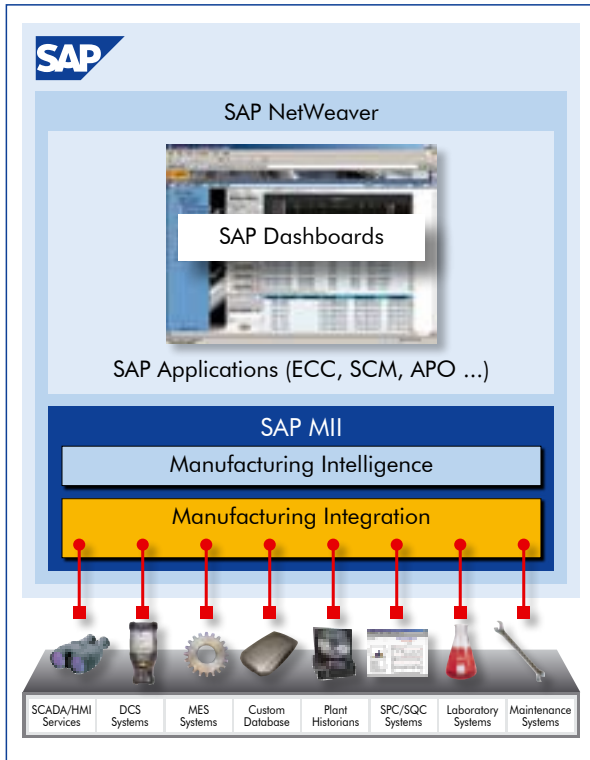 SAP
SAP NetWeaver
SAP Dashboards
SAP Applications (ECC, SCM, APO ...)
SAP MII
Manufacturing Intelligence
Manufacturing Integration
SCADA/HMI
Services
DCS
Systems
MES
Systems
Custom
Database
Plant
Historians
SPC/SQC
Systems
Laboratory
Systems
Maintenance
Systems